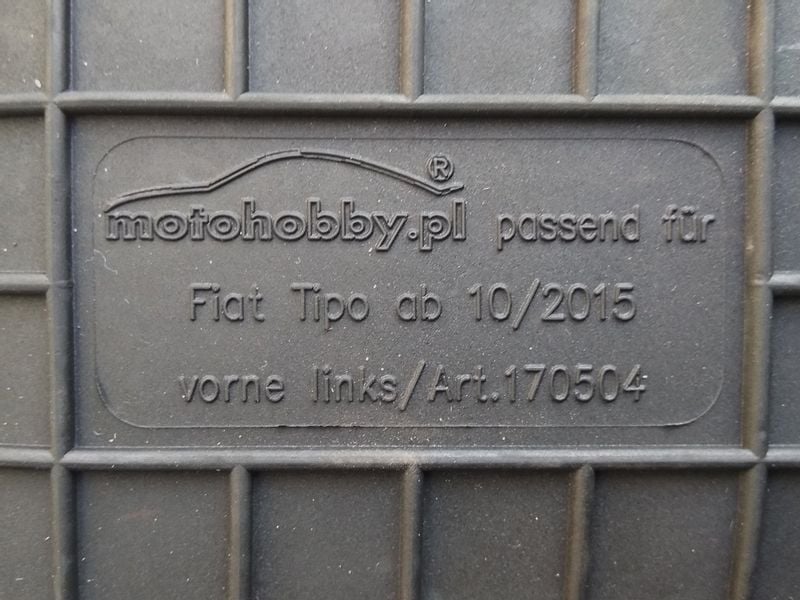 motohobby.pl® passend für
Fiat Tipo ab 10/2015
vorne links/Art.170504